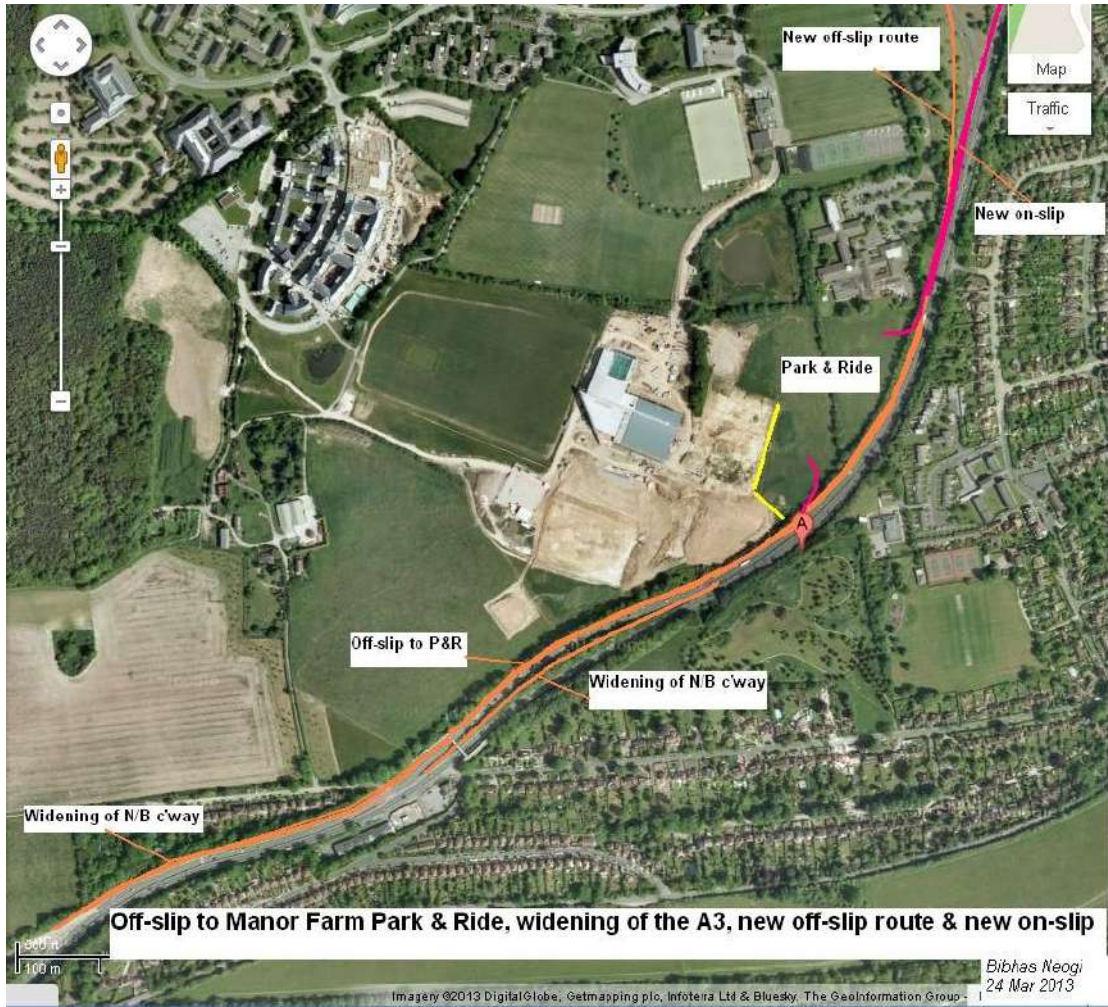 New off-slip route
Map
Traffic
New on-slip
Park & Ride
A
Off-slip to P&R
Widening of N/B c'way
Widening of N/B c'way
Off-slip to Manor Farm Park & Ride, widening of the A3, new off-slip route & new on-slip
100 m
Bibhas Neogi
24 Mar 2013
Imagery ©2013 DigitalGlobe, Getmapping plc, Infoterra Ltd & Bluesky, The GeoInformation Group -